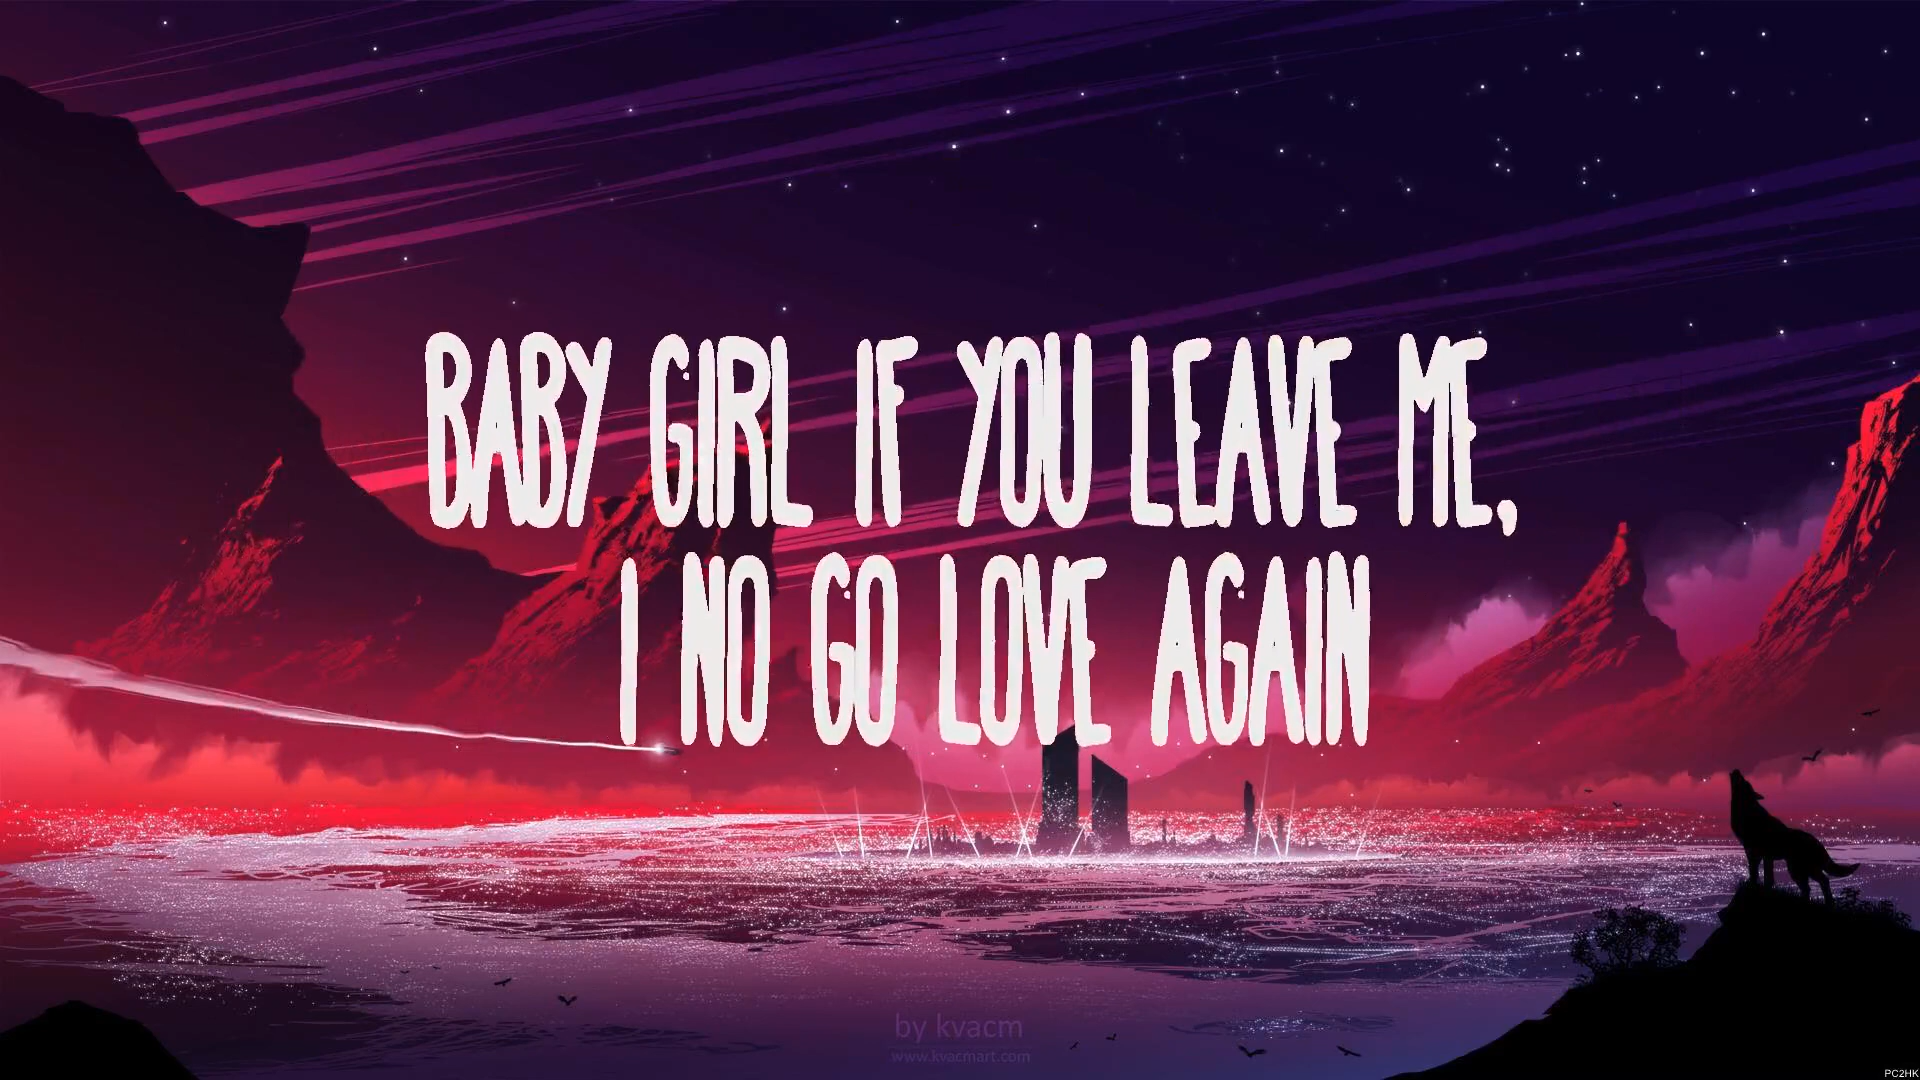 BABY GIRL IF YOU LEAVE ME,
I NO GO LOVE AGAIN
by kvacm
www.kvacmart.com
PC2HK